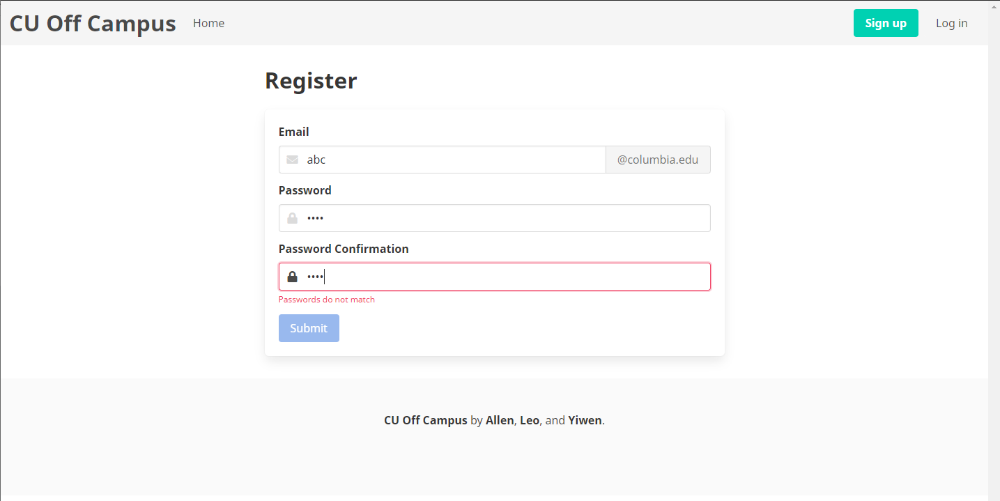 CU Off Campus Home Sign up Log in
Register
Email
abc @columbia.edu
Password
••••
Password Confirmation
••••
Passwords do not match
Submit
CU Off Campus by Allen, Leo, and Yiwen.